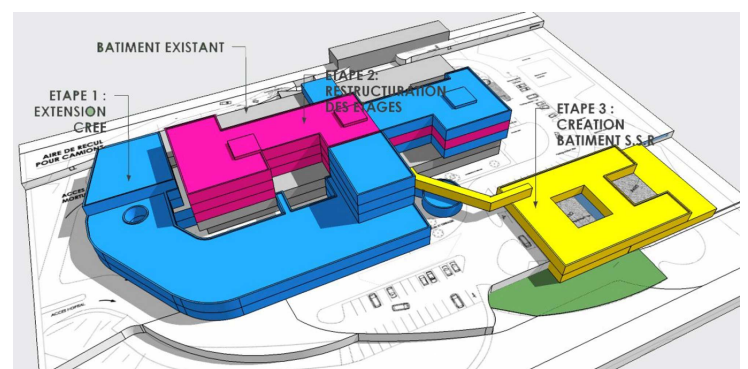 BATIMENT EXISTANT
ETAPE 1 :
EXTENSION
CREE
ETAPE 2:
RESTRUCTURATION
DES ETAGES
ETAPE 3 :
CREATION
BATIMENT S.S.R
AIRE DE RECUL
POUR CAMIONS
ACCES
ACCES HOPITAL